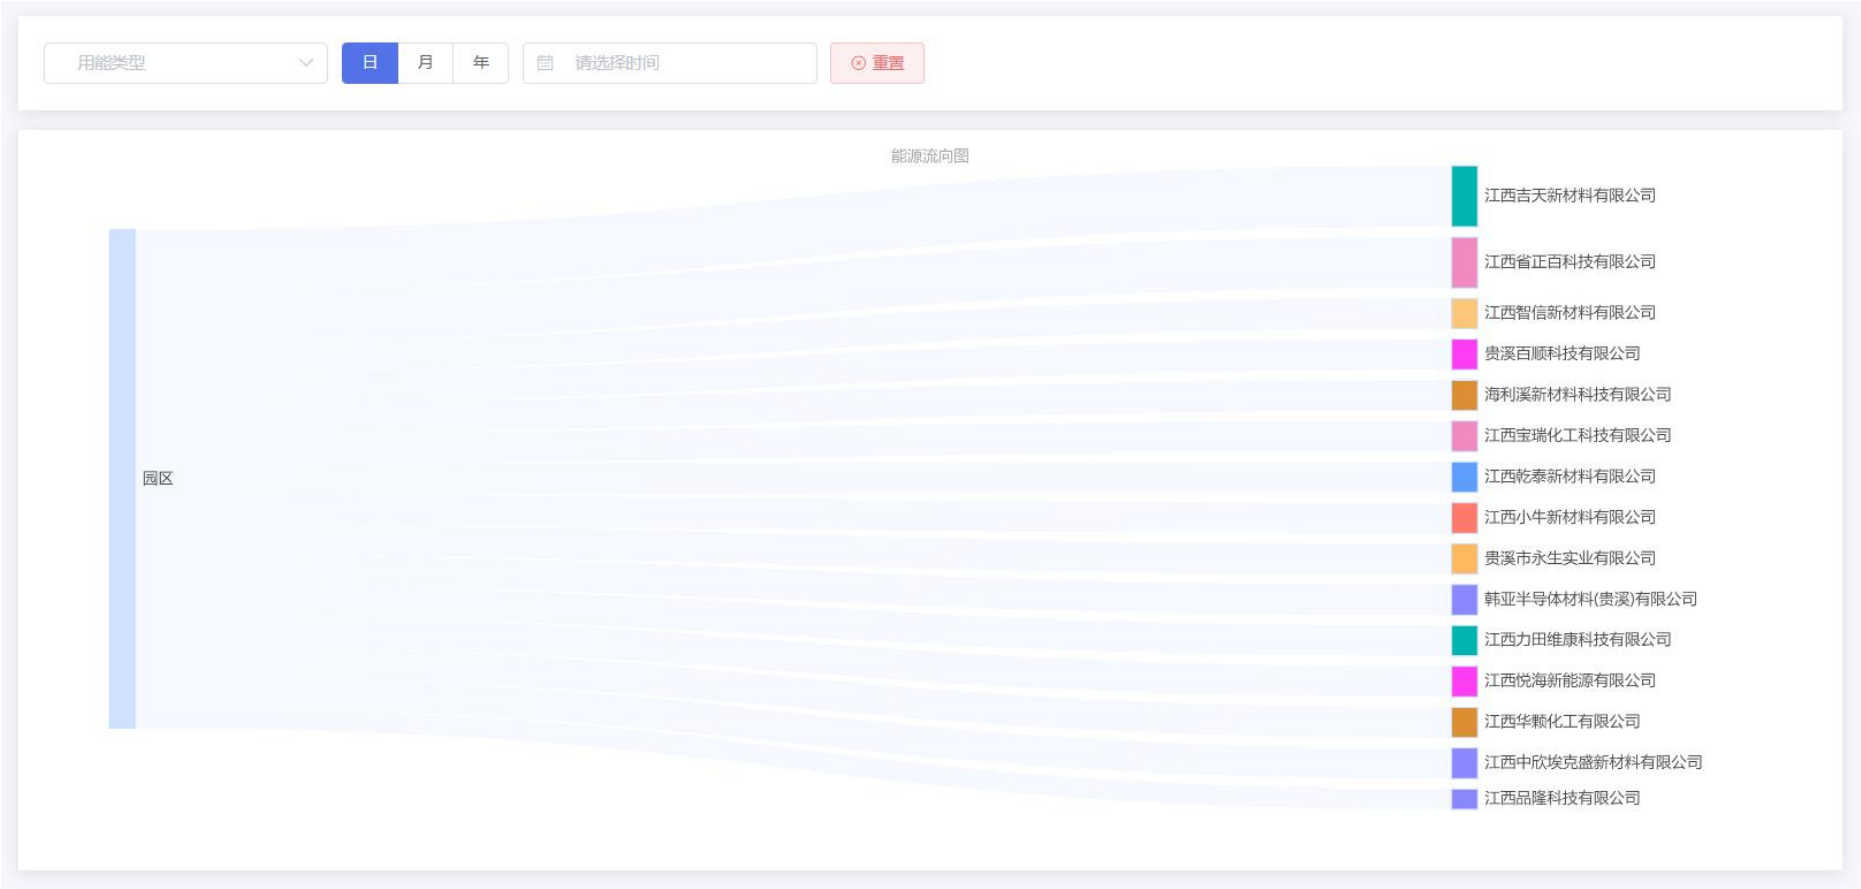 用能类型
日
月
年
请选择时间
重置
能源流向图
江西吉天新材料有限公司
江西省正百科技有限公司
江西智信新材料有限公司
贵溪百顺科技有限公司
海利溪新材料科技有限公司
江西宝瑞化工科技有限公司
园区
江西乾泰新材料有限公司
江西小牛新材料有限公司
贵溪市永生实业有限公司
韩亚半导体材料(贵溪)有限公司
江西力田维康科技有限公司
江西悦海新能源有限公司
江西华颗化工有限公司
江西中欣埃克盛新材料有限公司
江西品隆科技有限公司